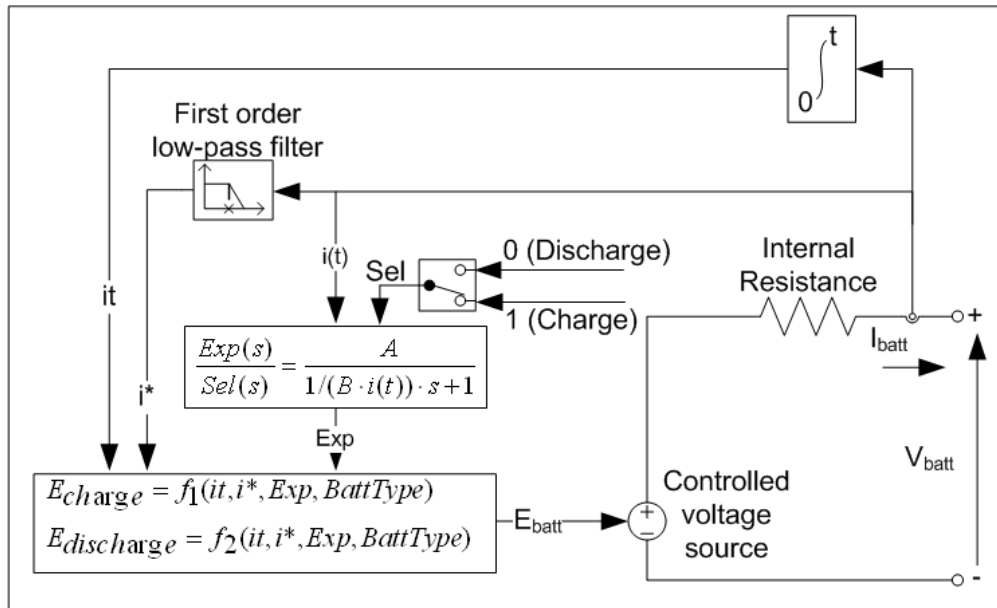 t
0
First order
low-pass filter
i(t)
Sel
0 (Discharge)
1 (Charge)
Internal
Resistance
it
i*
Exp(s)/Sel(s) = A/(1/(B·i(t))·s+1)
Exp
I_batt
+
V_batt
-
E_charge = f_1(it,i*,Exp,BattType)
E_discharge = f_2(it,i*,Exp,BattType)
E_batt
+
−
Controlled
voltage
source